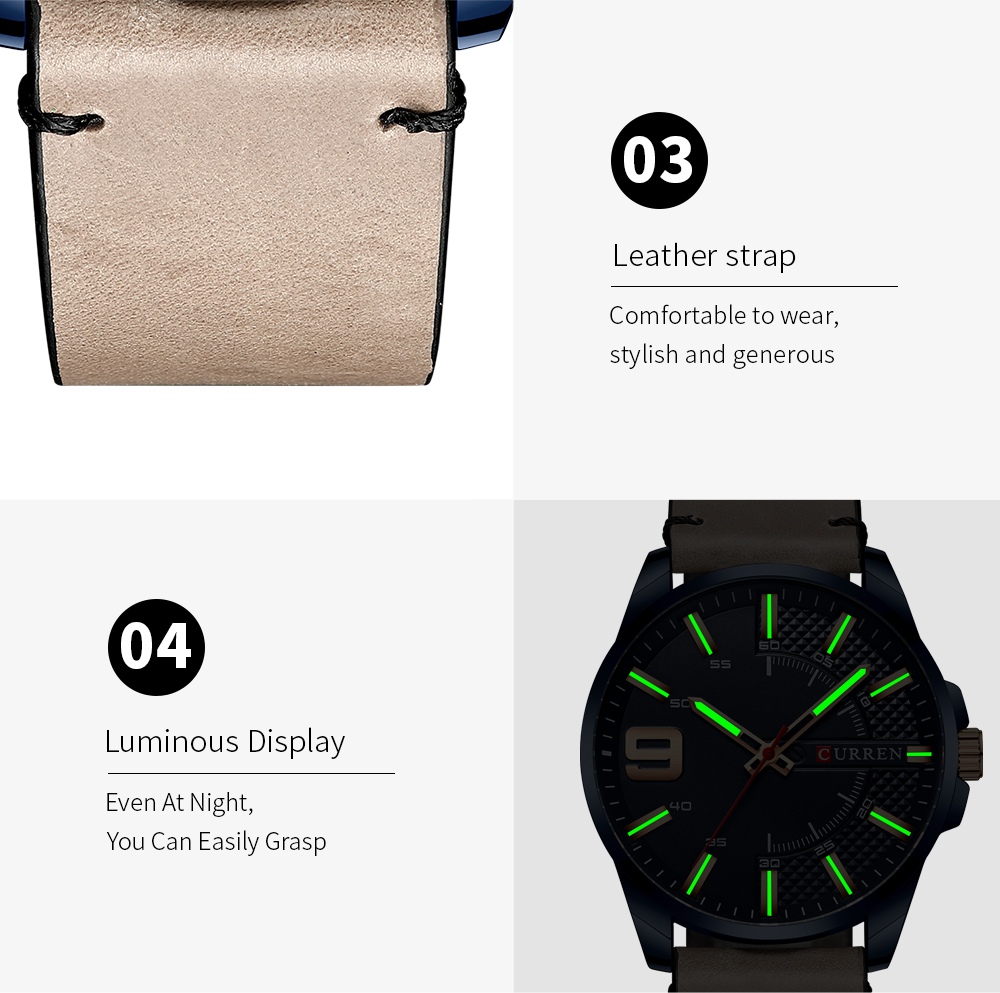 03
Leather strap
Comfortable to wear,
stylish and generous
04
Luminous Display
Even At Night,
You Can Easily Grasp
60
55
05
50
10
9
CURREN
40
20
35
25
30